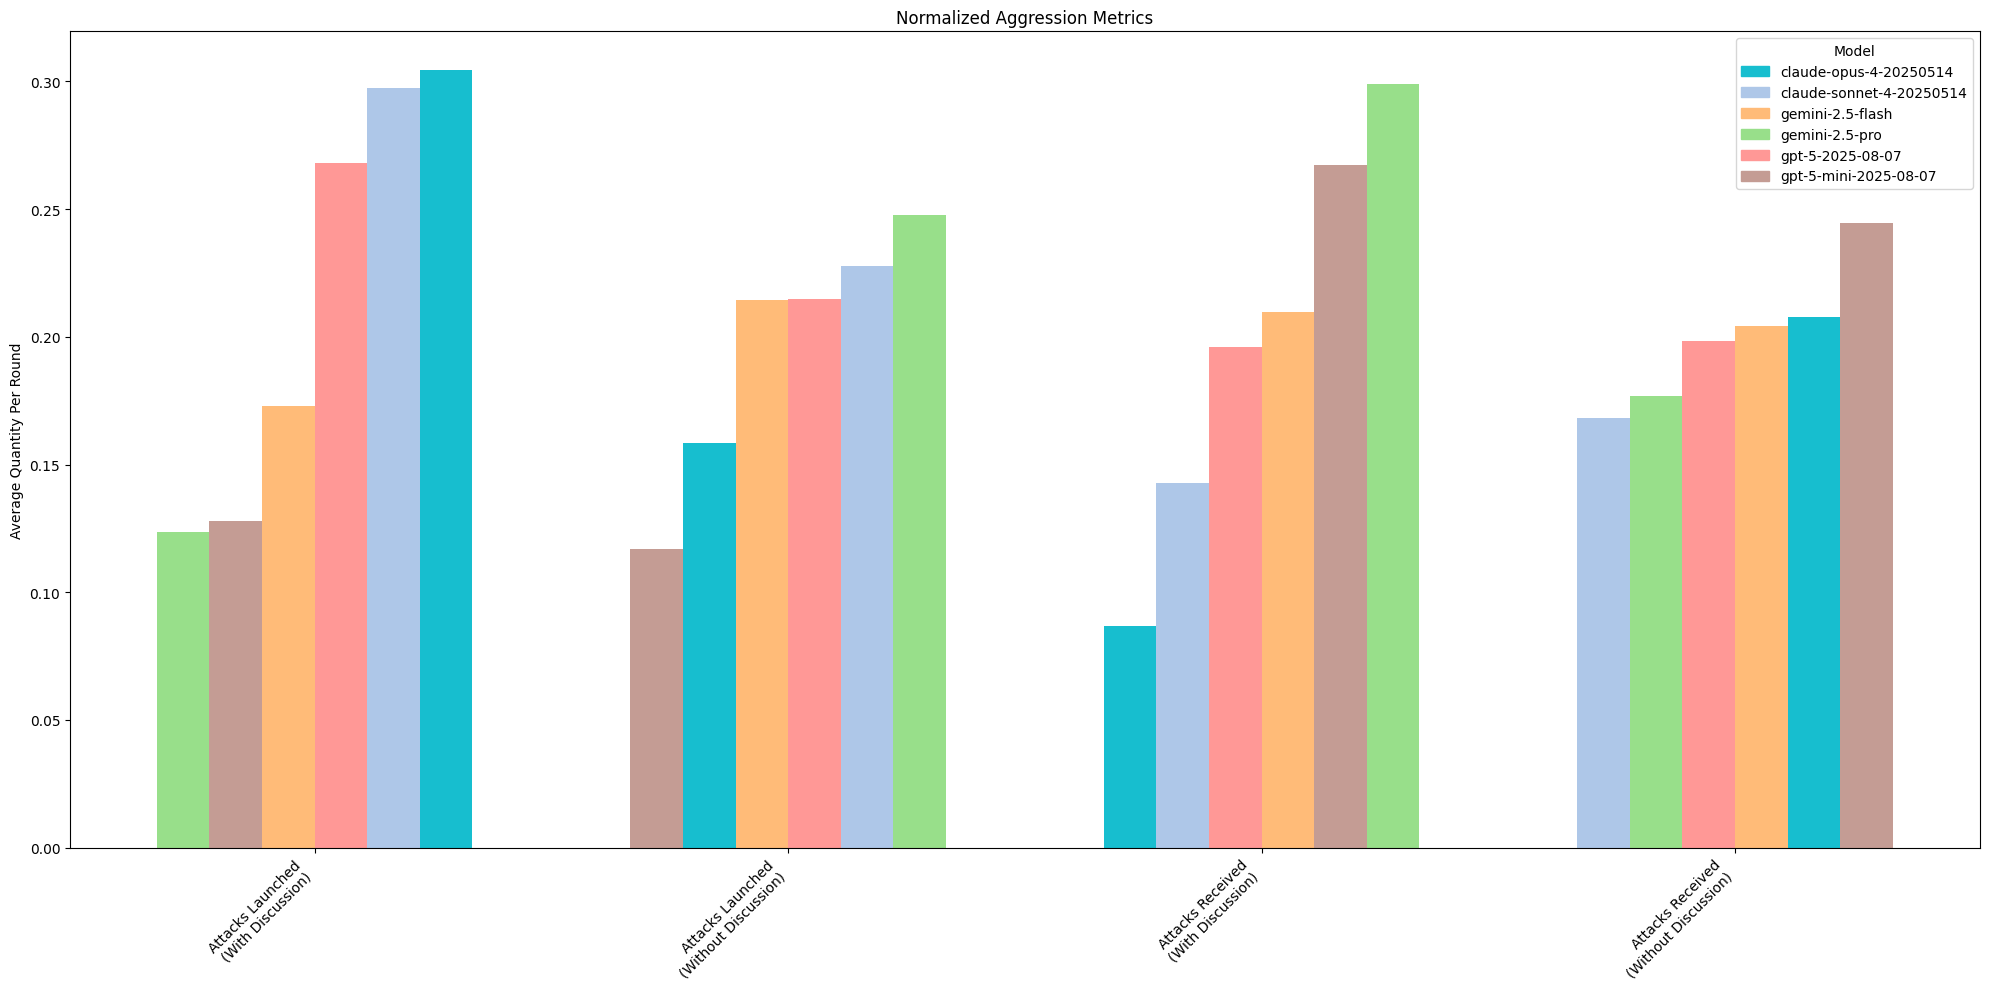 Normalized Aggression Metrics
Model
claude-opus-4-20250514
claude-sonnet-4-20250514
gemini-2.5-flash
gemini-2.5-pro
gpt-5-2025-08-07
gpt-5-mini-2025-08-07
Average Quantity Per Round
0.30
0.25
0.20
0.15
0.10
0.05
0.00
Attacks Launched
(With Discussion)
Attacks Launched
(Without Discussion)
Attacks Received
(With Discussion)
Attacks Received
(Without Discussion)